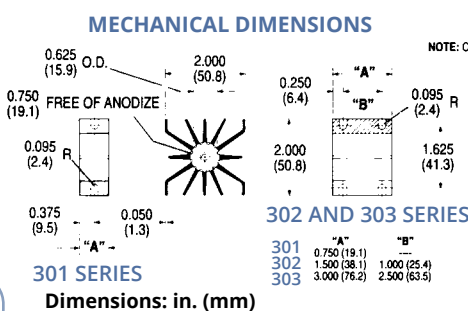 MECHANICAL DIMENSIONS
NOTE:
0.625
(15.9) O.D.
2.000
(50.8)
"A"
0.250
(6.4)
"B"
0.095
(2.4) R
0.750
(19.1) FREE OF ANODIZE
0.095
(2.4) R
2.000
(50.8)
1.625
(41.3)
0.375
(9.5)
0.050
(1.3)
"A"
302 AND 303 SERIES
"A" "B"
301 0.750 (19.1) ----
302 1.500 (38.1) 1.000 (25.4)
303 3.000 (76.2) 2.500 (63.5)
301 SERIES
Dimensions: in. (mm)